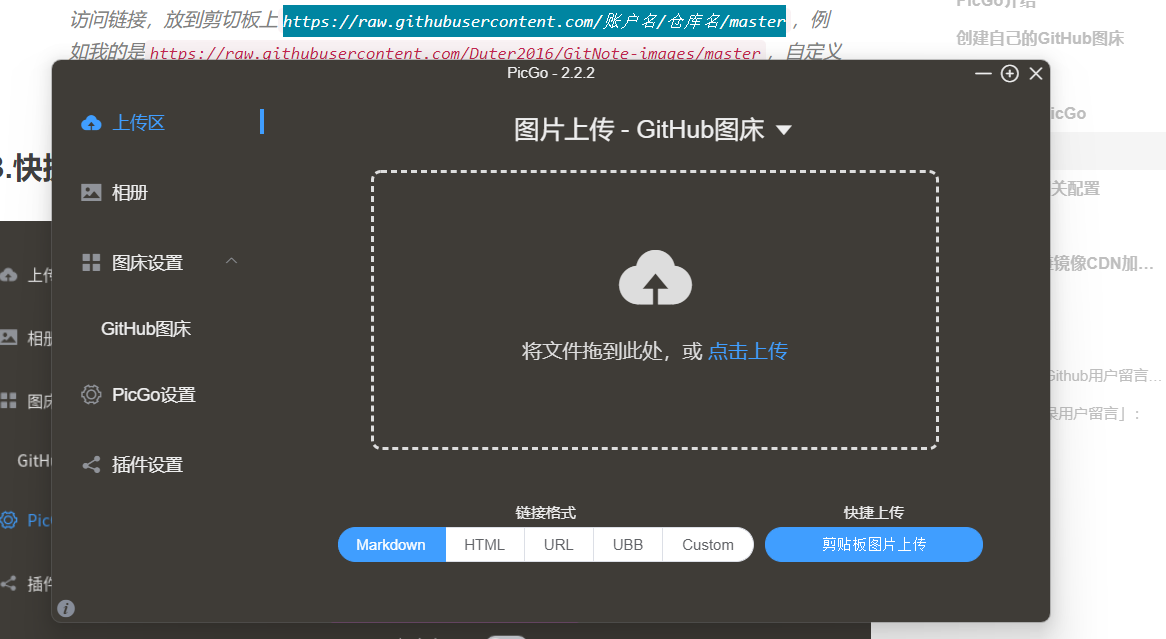 访问链接，放到剪切板上 https://raw.githubusercontent.com/账户名/仓库名/master ，例
如我的是 https://raw.githubusercontent.com/Duter2016/GitNote-images/master ，自定义
PicGo介绍
创建自己的GitHub图床
PicGo - 2.2.2
上传区
图片上传 - GitHub图床
icGo
3.快捷
相册
关配置
图床设置
镜像CDN加...
上传
GitHub图床
相册
将文件拖到此处，或 点击上传
Github用户留言...
PicGo设置
图床
录用户留言」：
GitHu
插件设置
链接格式
快捷上传
Pic
Markdown
HTML
URL
UBB
Custom
剪贴板图片上传
插件